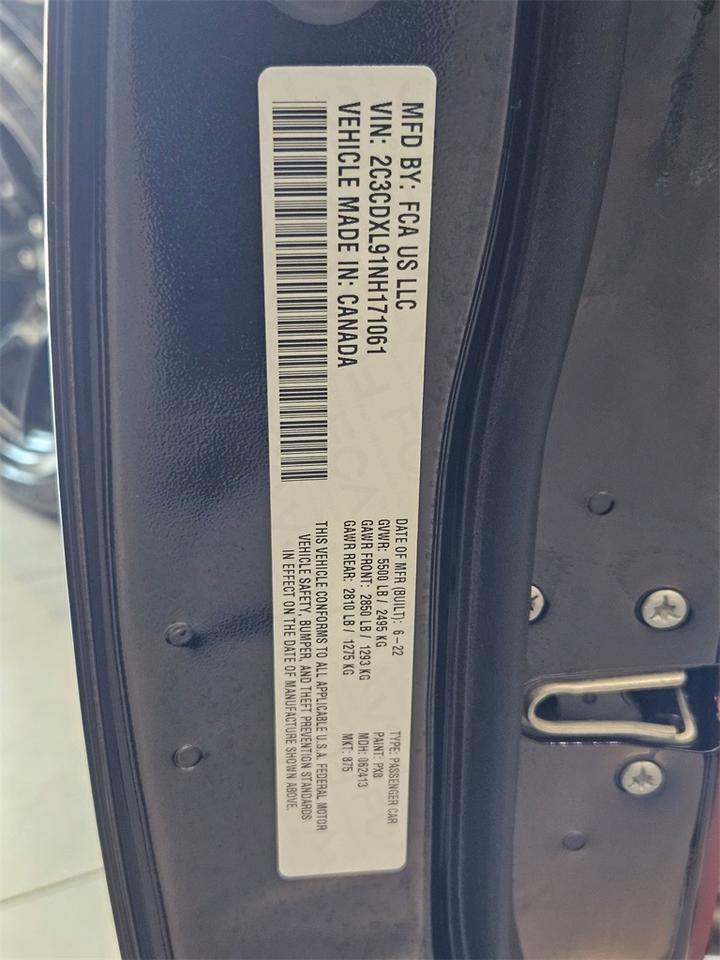 MFD BY: FCA US LLC
VIN: 2C3CDXL91NH171061
VEHICLE MADE IN: CANADA
DATE OF MFR (BUILT): 6-22
GVWR: 5500 LB / 2495 KG
GAWR FRONT: 2850 LB / 1293 KG
GAWR REAR: 2810 LB / 1275 KG
TYPE: PASSENGER CAR
PAINT: PX8
MDH: 062413
MKT: 875
THIS VEHICLE CONFORMS TO ALL APPLICABLE U.S.A. FEDERAL MOTOR
VEHICLE SAFETY, BUMPER, AND THEFT PREVENTION STANDARDS
IN EFFECT ON THE DATE OF MANUFACTURE SHOWN ABOVE.